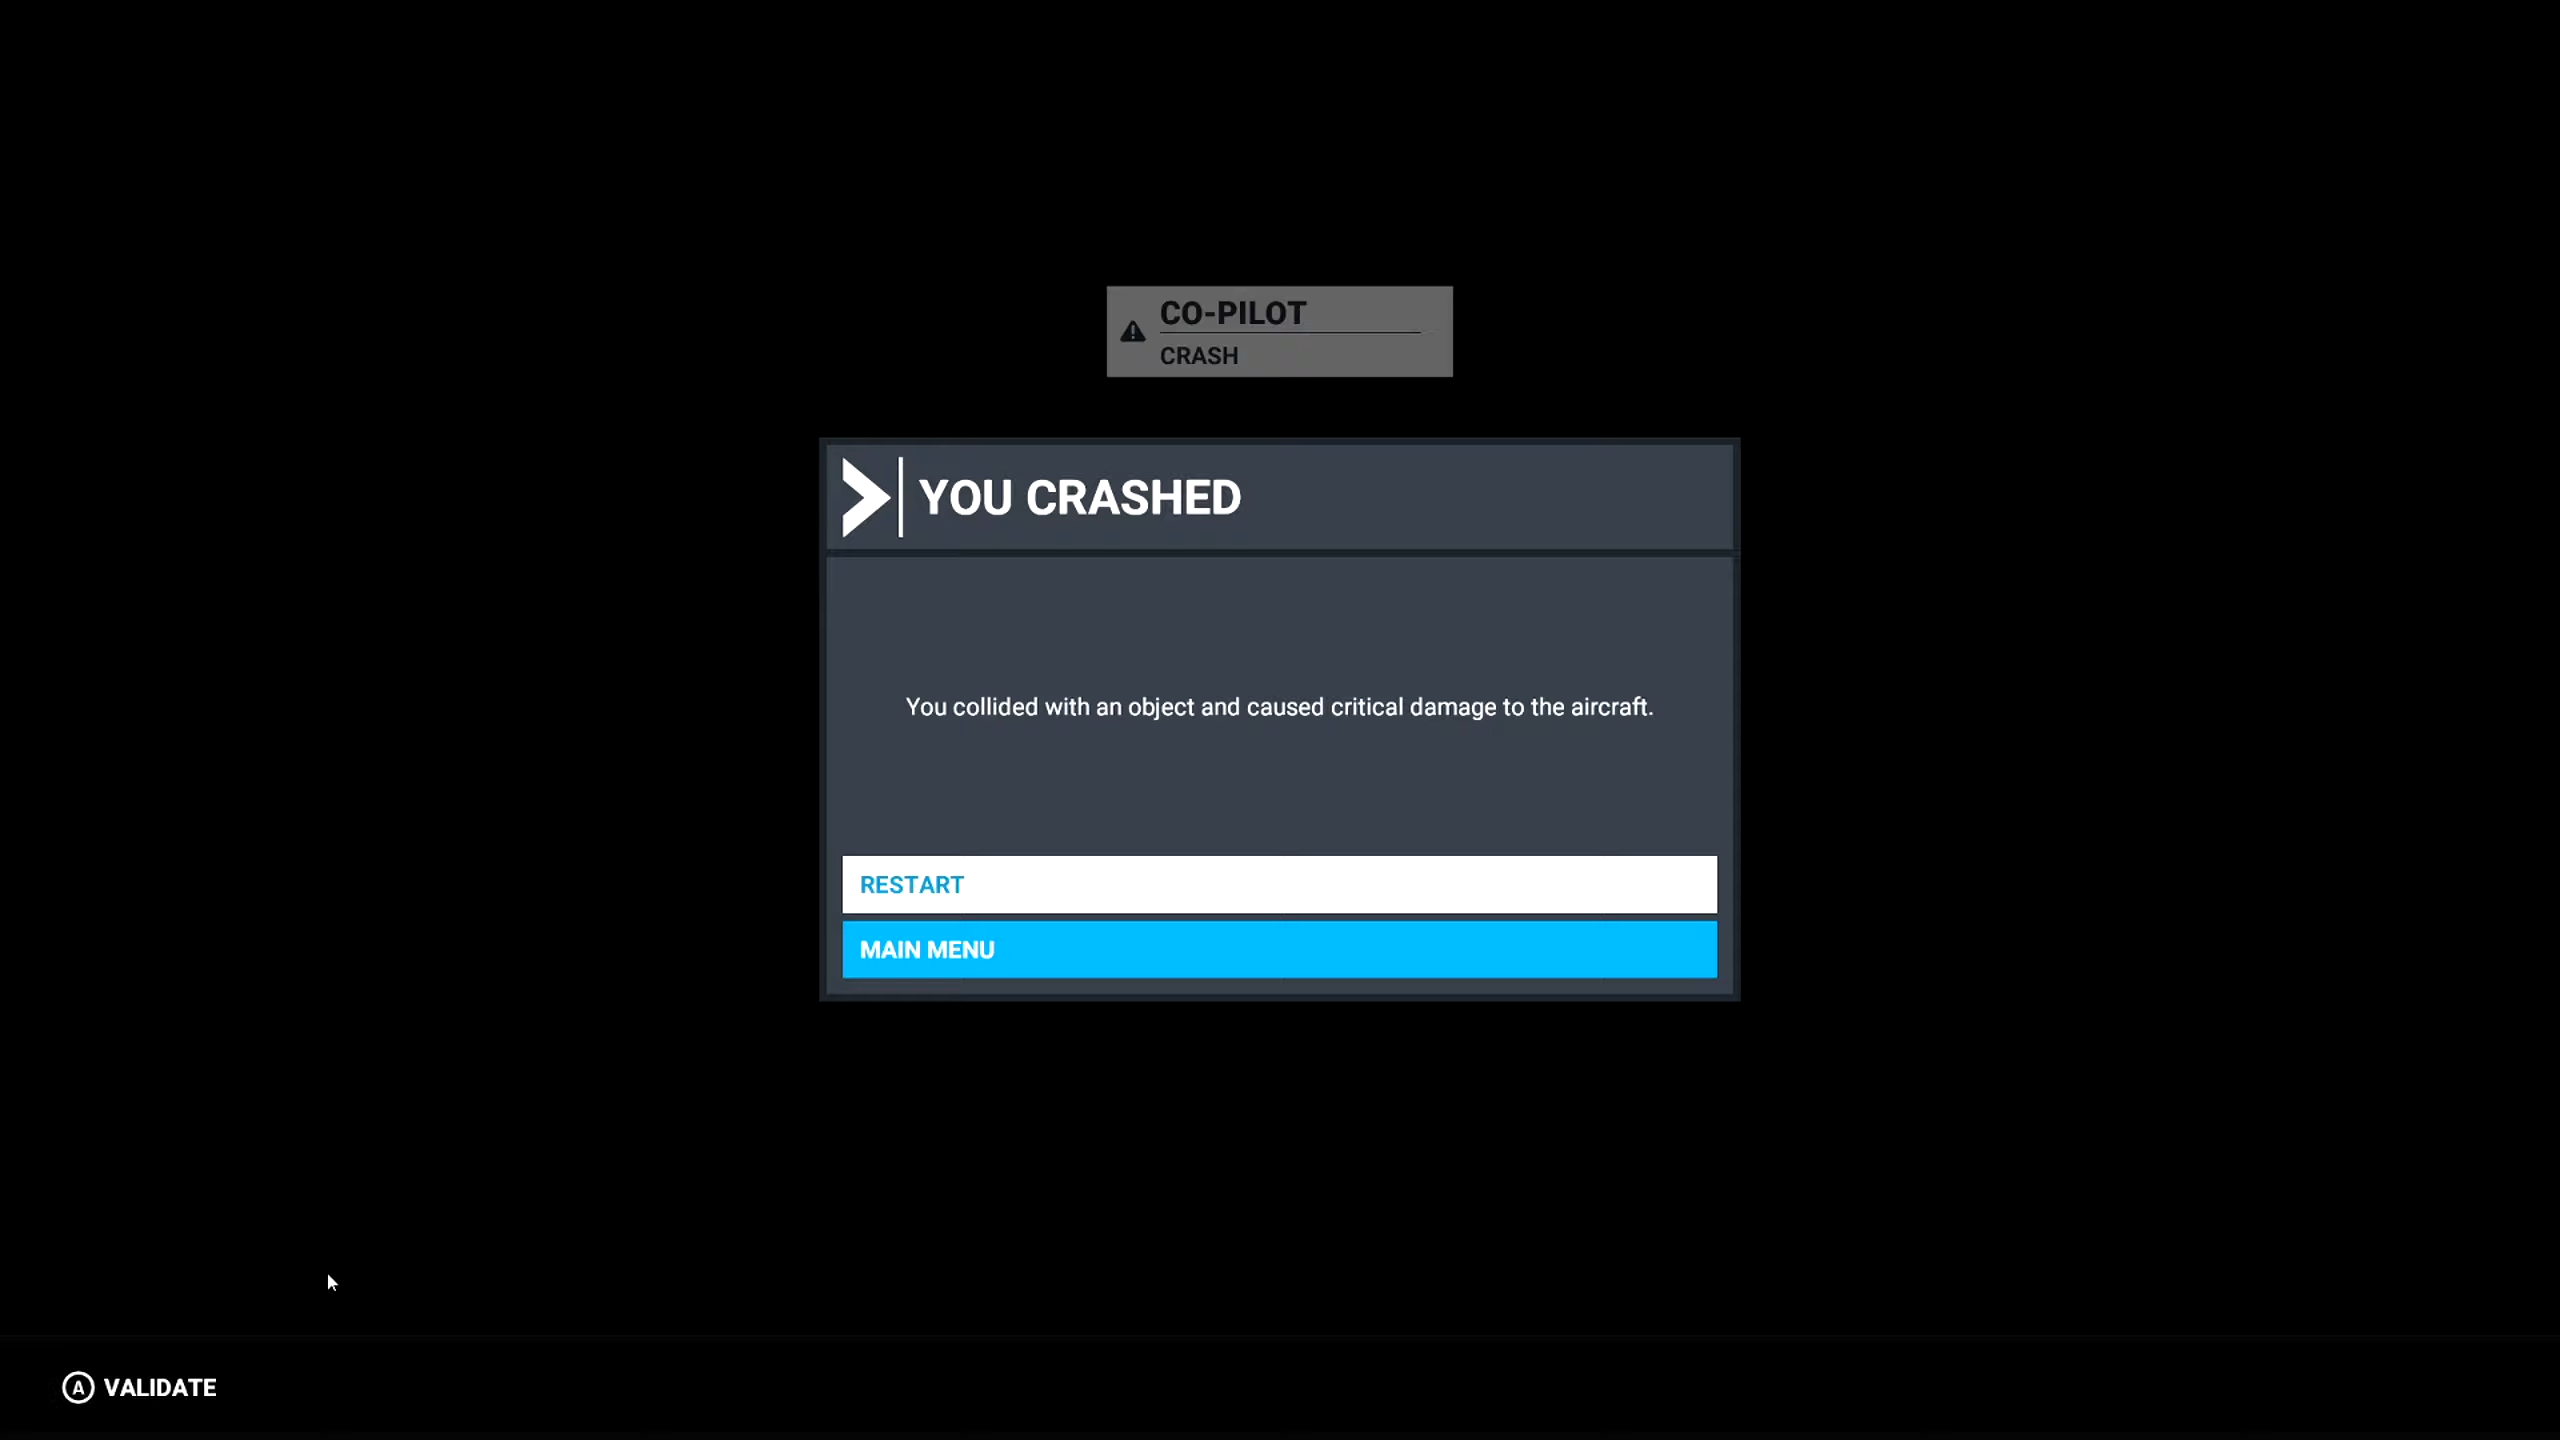 CO-PILOT
CRASH
YOU CRASHED
You collided with an object and caused critical damage to the aircraft.
RESTART
MAIN MENU
A VALIDATE